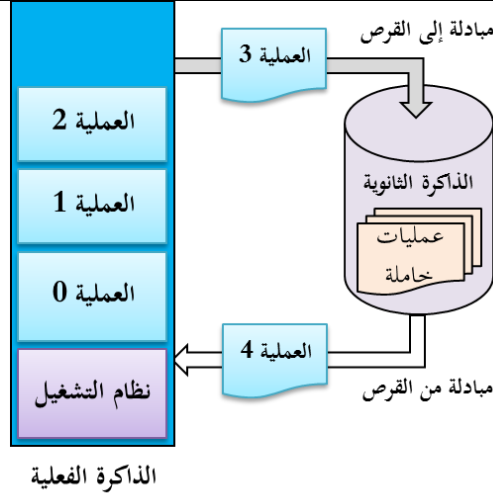 مبادلة إلى القرص
العملية 3
العملية 2
الذاكرة الثانوية
العملية 1
عمليات
خاملة
العملية 0
العملية 4
نظام التشغيل
مبادلة من القرص
الذاكرة الفعلية